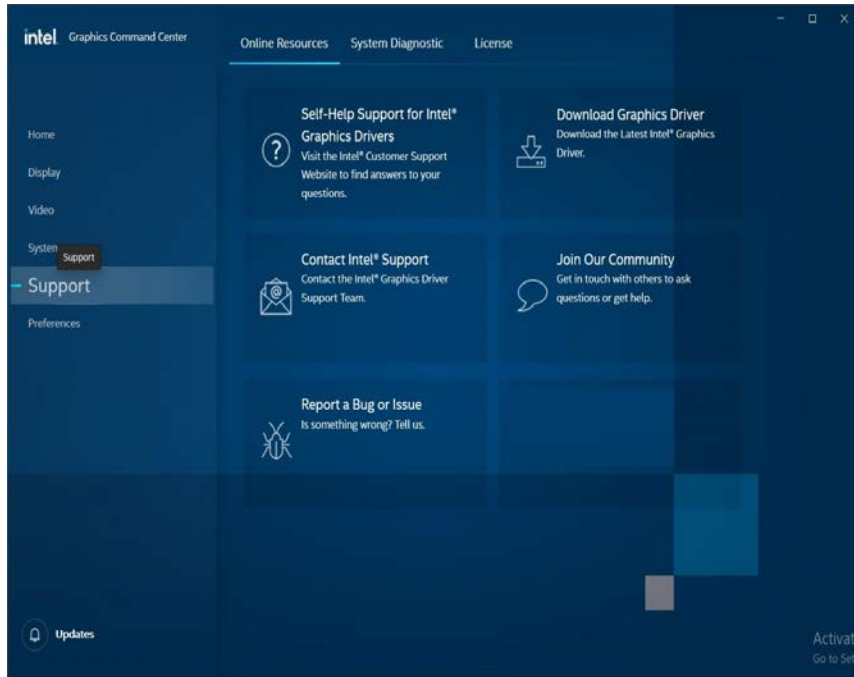 intel. Graphics Command Center
Online Resources System Diagnostic License
Home
Display
Video
System
Support
Support
Preferences
Self-Help Support for Intel®
Graphics Drivers
Visit the Intel® Customer Support
Website to find answers to your
questions.
Download Graphics Driver
Download the Latest Intel® Graphics
Driver.
Contact Intel® Support
Contact the Intel® Graphics Driver
Support Team.
Join Our Community
Get in touch with others to ask
questions or get help.
Report a Bug or Issue
Is something wrong? Tell us.
Updates
Activat
Go to Set